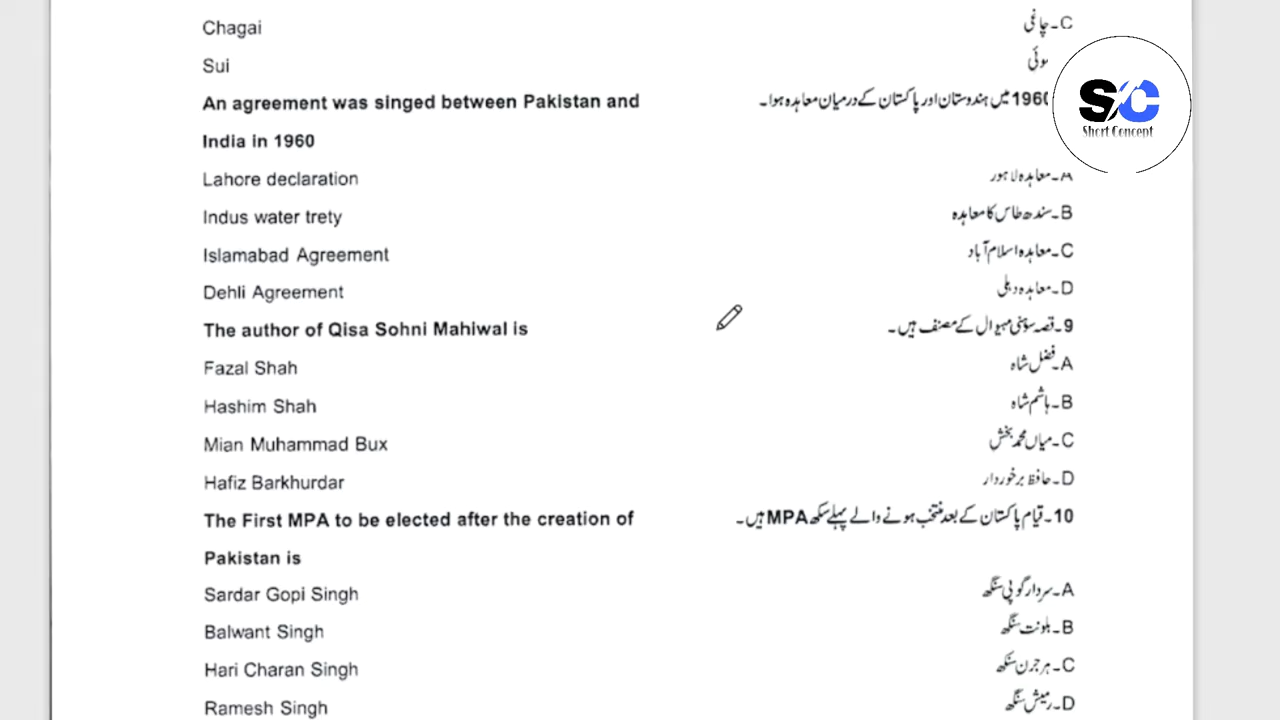 Chagai C۔چاغی
Sui سوئی
An agreement was singed between Pakistan and 1960 میں ہندوستان اور پاکستان کے درمیان معاہدہ ہوا۔
India in 1960
SC
Short Concept
Lahore declaration A۔معاہدہ لاہور
Indus water trety B۔سندھ طاس کا معاہدہ
Islamabad Agreement C۔معاہدہ اسلام آباد
Dehli Agreement D۔معاہدہ دہلی
The author of Qisa Sohni Mahiwal is 9۔قصہ سوہنی مہیوال کے مصنف ہیں۔
Fazal Shah A۔فضل شاہ
Hashim Shah B۔ہاشم شاہ
Mian Muhammad Bux C۔میاں محمد بخش
Hafiz Barkhurdar D۔حافظ برخوردار
The First MPA to be elected after the creation of 10۔قیام پاکستان کے بعد منتخب ہونے والے پہلے سکھ MPA ہیں۔
Pakistan is
Sardar Gopi Singh A۔سردار گوپی سنگھ
Balwant Singh B۔بلونت سنگھ
Hari Charan Singh C۔ہرچرن سنگھ
Ramesh Singh D۔رمیش سنگھ